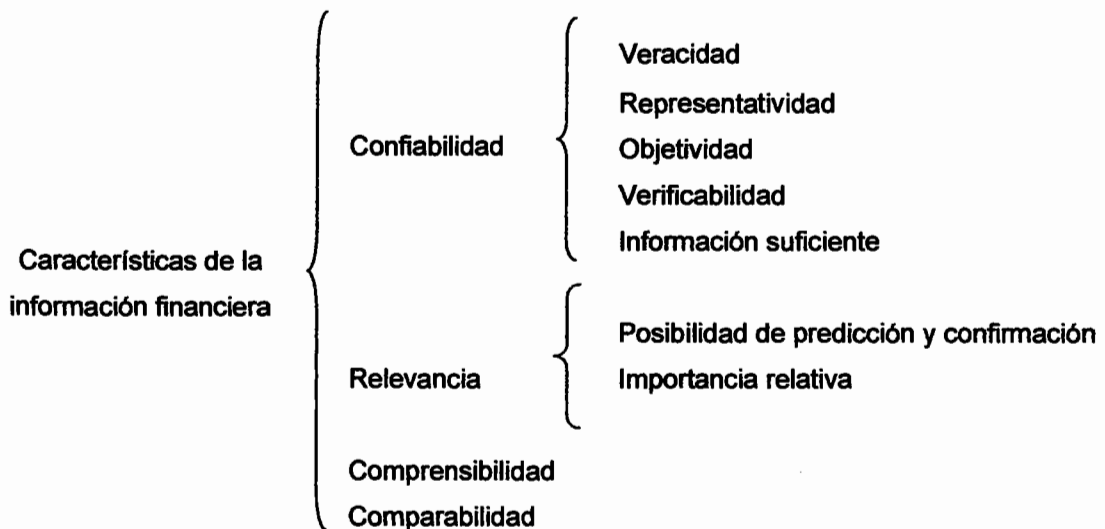 Características de la
información financiera
Confiabilidad
Veracidad
Representatividad
Objetividad
Verificabilidad
Información suficiente
Relevancia
Posibilidad de predicción y confirmación
Importancia relativa
Comprensibilidad
Comparabilidad